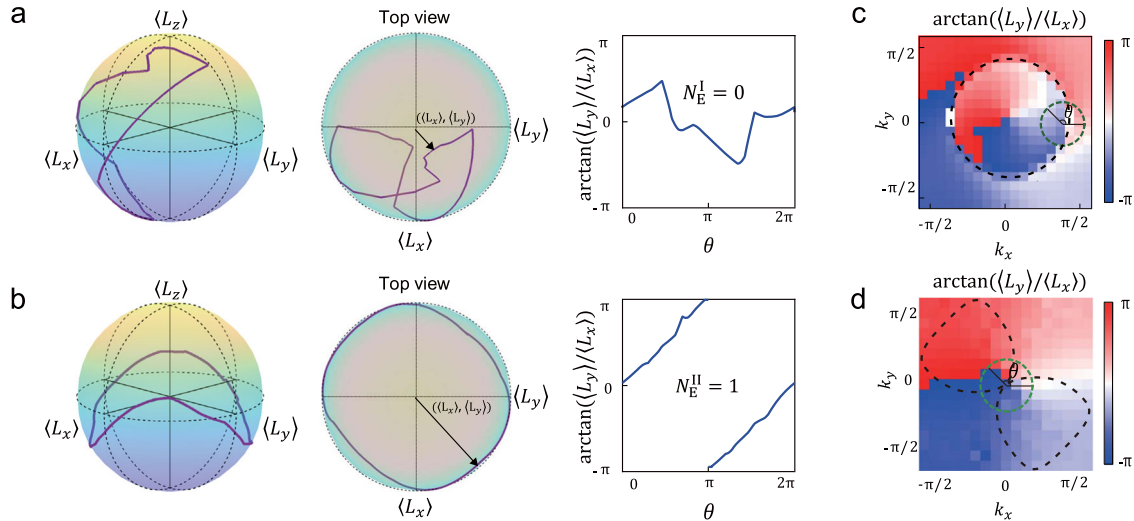 a
⟨L_z⟩
⟨L_x⟩
⟨L_y⟩
Top view
(⟨L_x⟩, ⟨L_y⟩)
⟨L_y⟩
⟨L_x⟩
arctan(⟨L_y⟩/⟨L_x⟩)
π
0
-π
N_E^I = 0
0
π
2π
θ
c
arctan(⟨L_y⟩/⟨L_x⟩)
π/2
0
-π/2
k_y
θ
-π/2
0
π/2
k_x
π
-π
b
⟨L_z⟩
⟨L_x⟩
⟨L_y⟩
Top view
(⟨L_x⟩, ⟨L_y⟩)
⟨L_y⟩
⟨L_x⟩
arctan(⟨L_y⟩/⟨L_x⟩)
π
0
-π
N_E^II = 1
0
π
2π
θ
d
arctan(⟨L_y⟩/⟨L_x⟩)
π/2
0
-π/2
k_y
θ
-π/2
0
π/2
k_x
π
-π